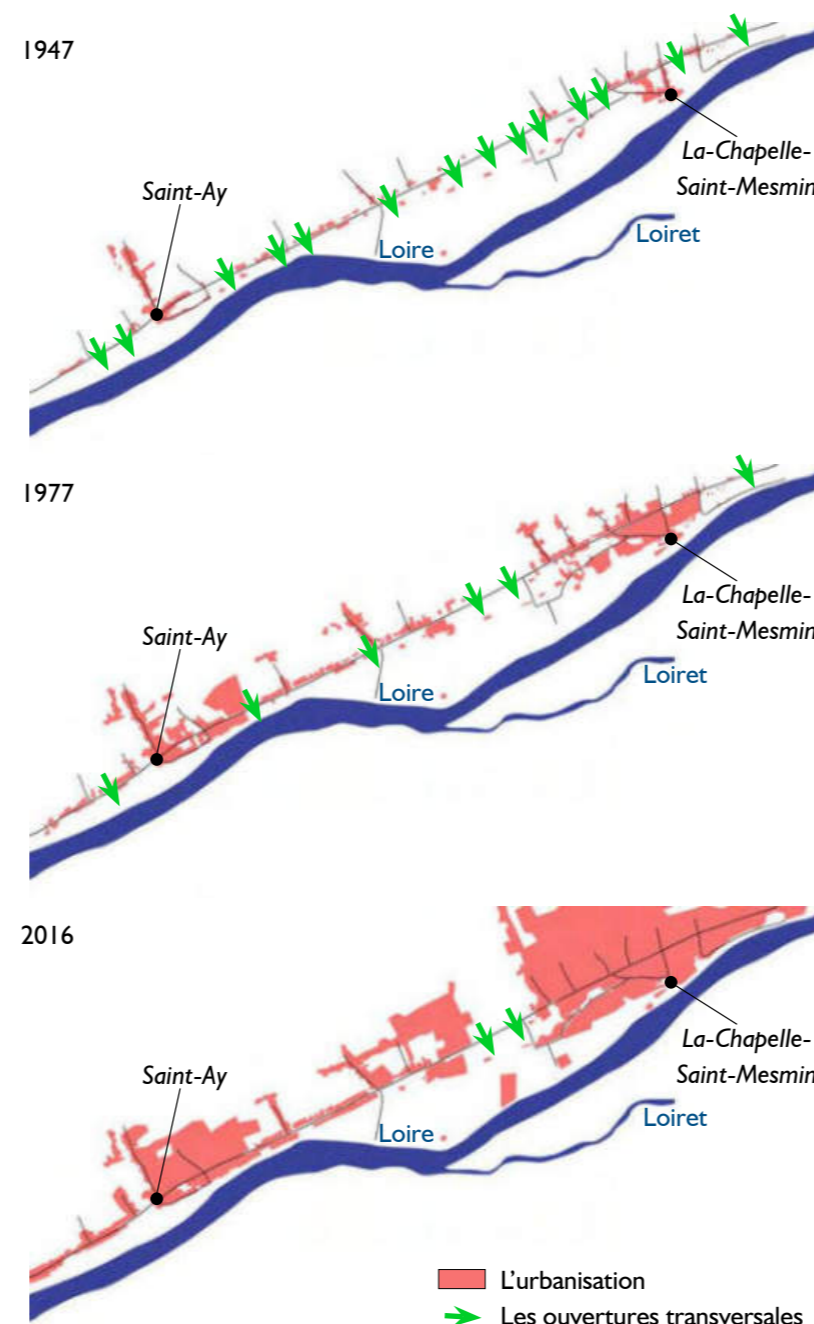 1947
Saint-Ay
La-Chapelle-
Saint-Mesmin
Loire
Loiret
1977
Saint-Ay
La-Chapelle-
Saint-Mesmin
Loire
Loiret
2016
Saint-Ay
La-Chapelle-
Saint-Mesmin
Loire
Loiret
L'urbanisation
Les ouvertures transversales